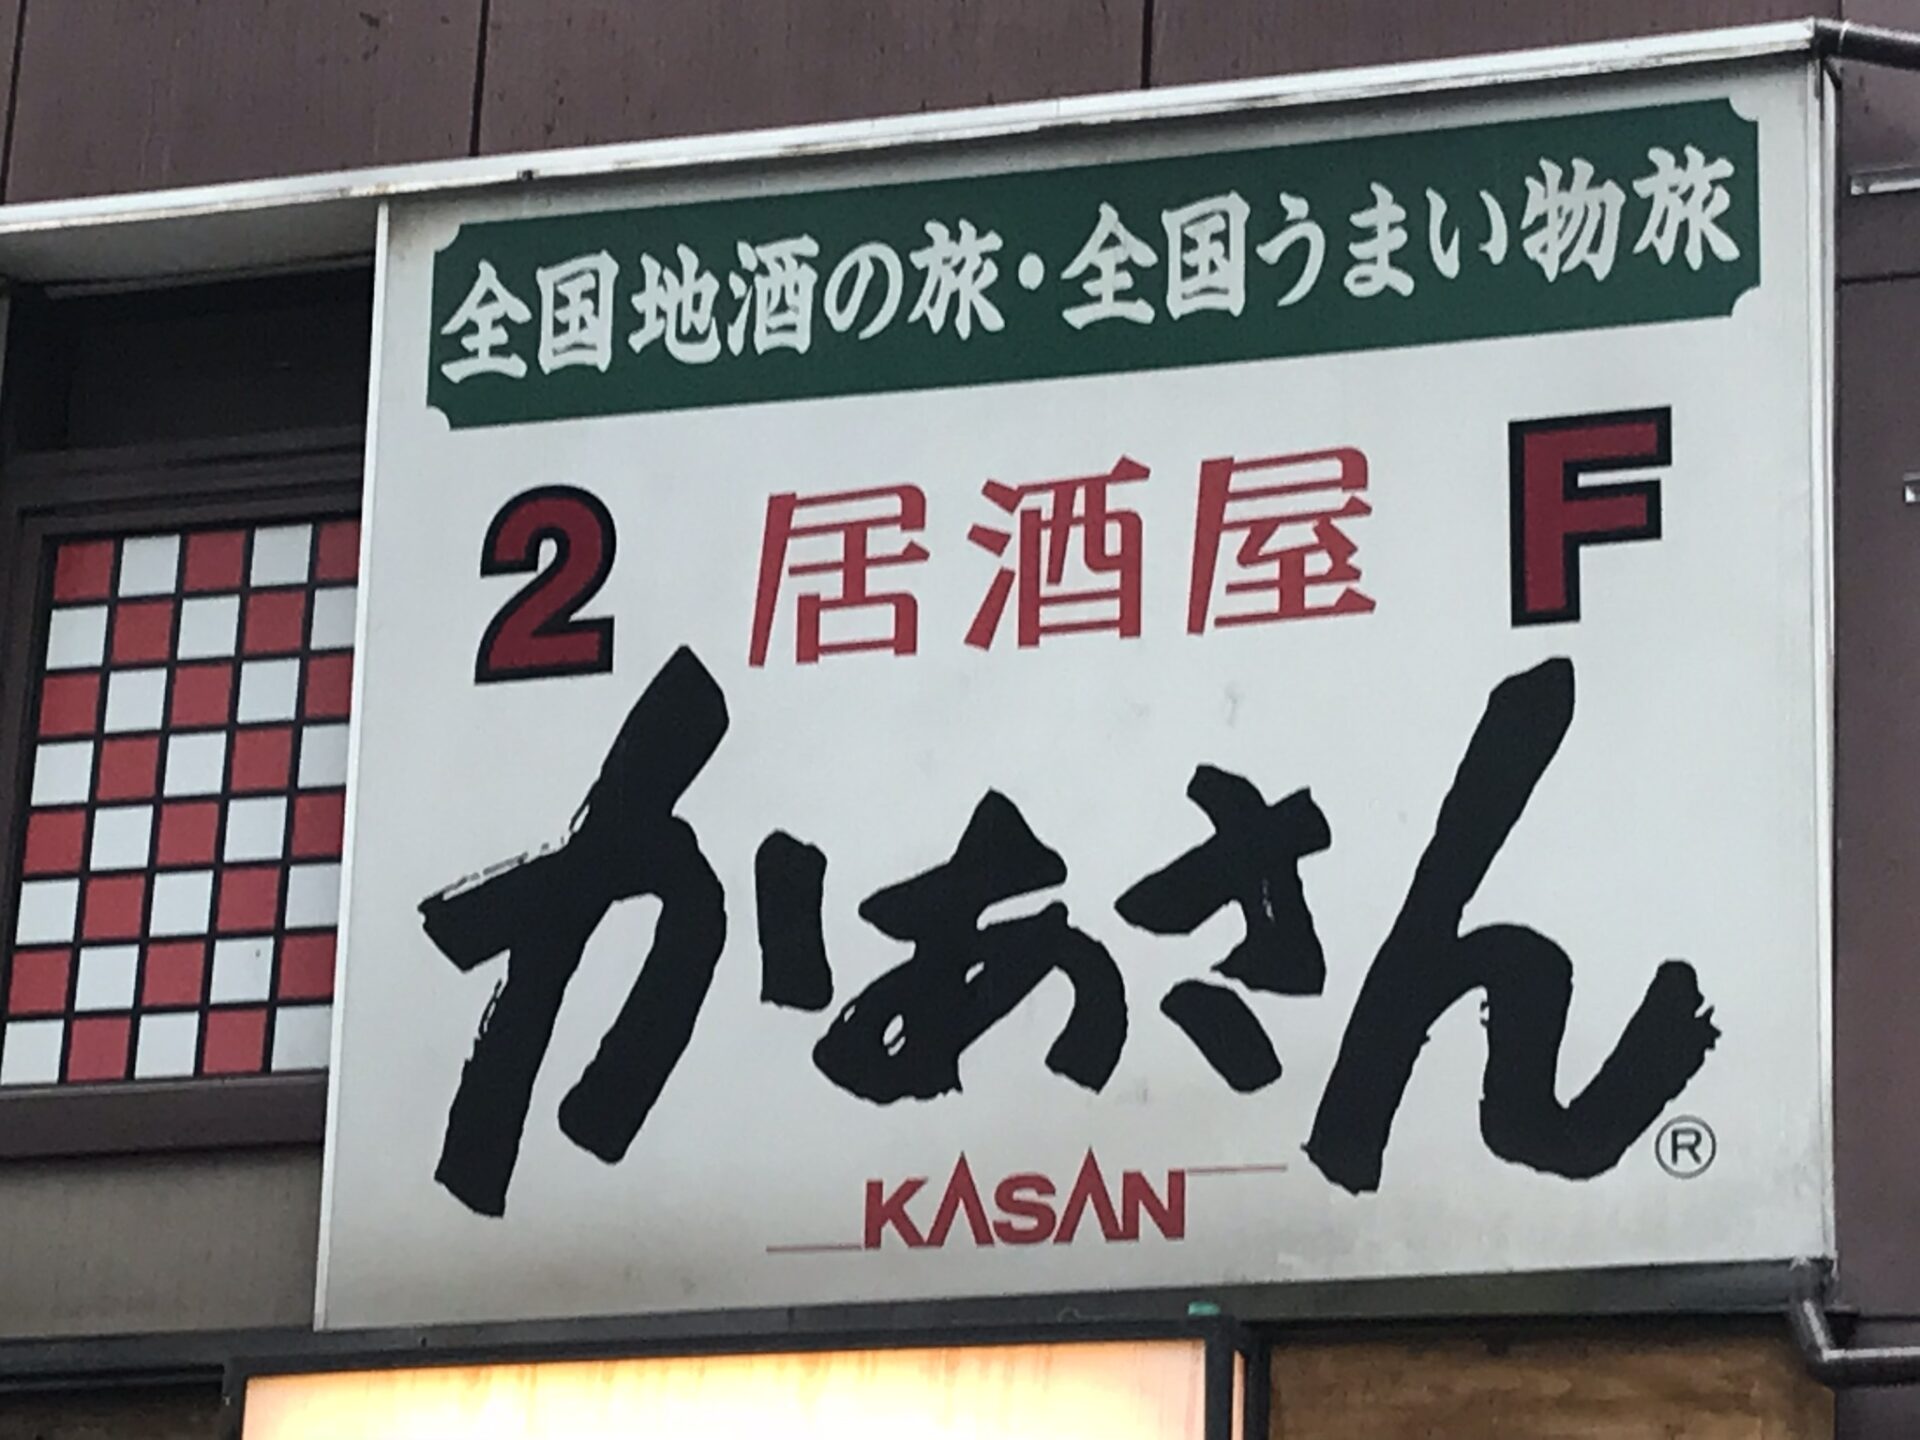 全国地酒の旅・全国うまい物旅
2 居酒屋 F
かあさん®
KASAN